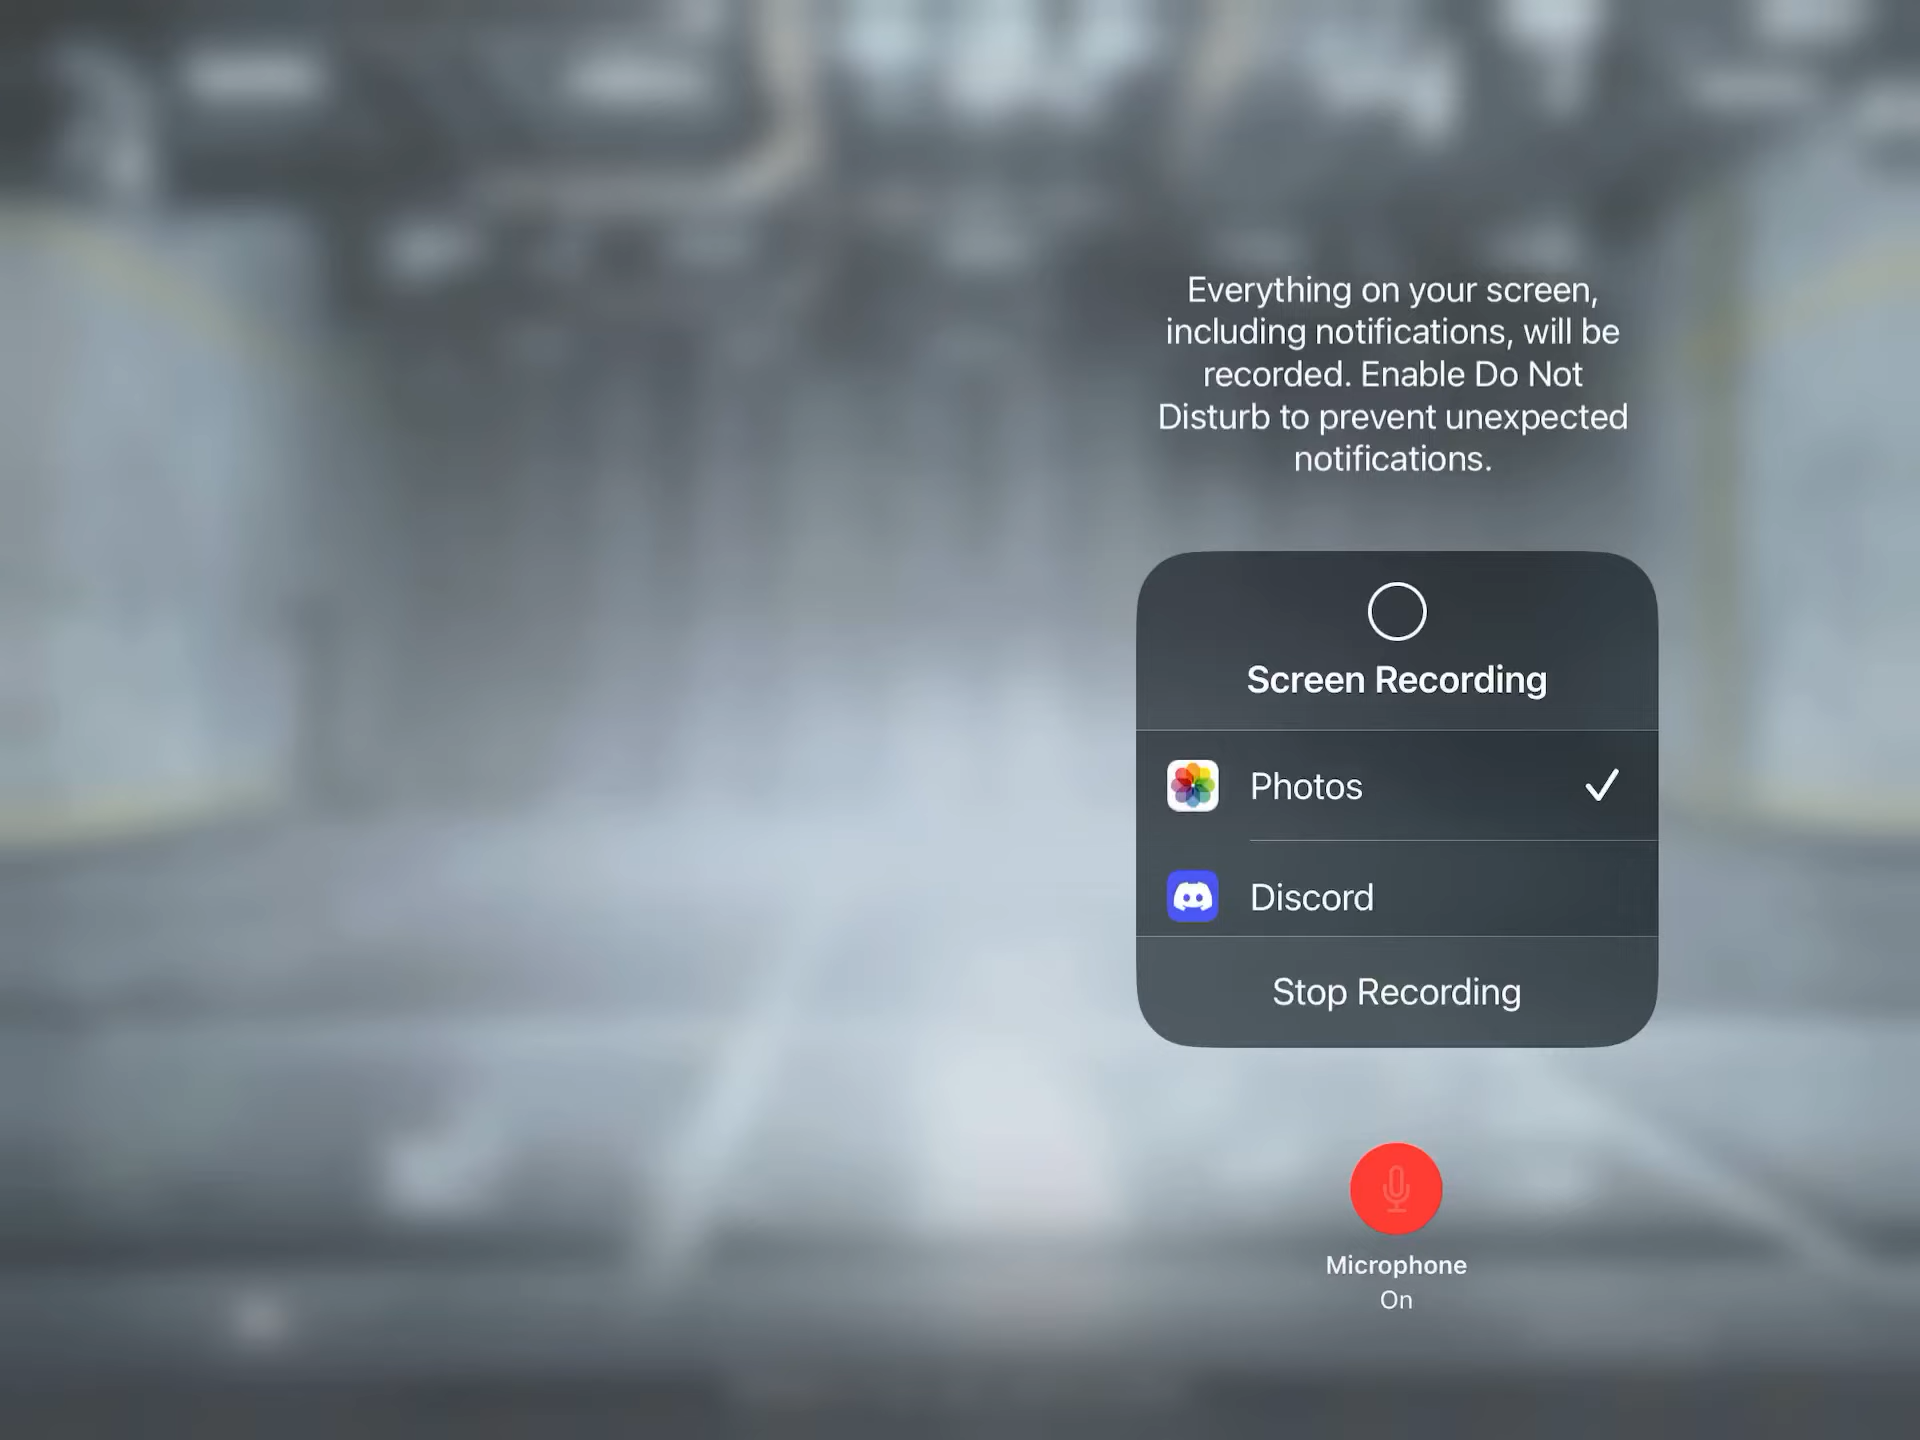 Everything on your screen,
including notifications, will be
recorded. Enable Do Not
Disturb to prevent unexpected
notifications.
Screen Recording
Photos
Discord
Stop Recording
Microphone
On